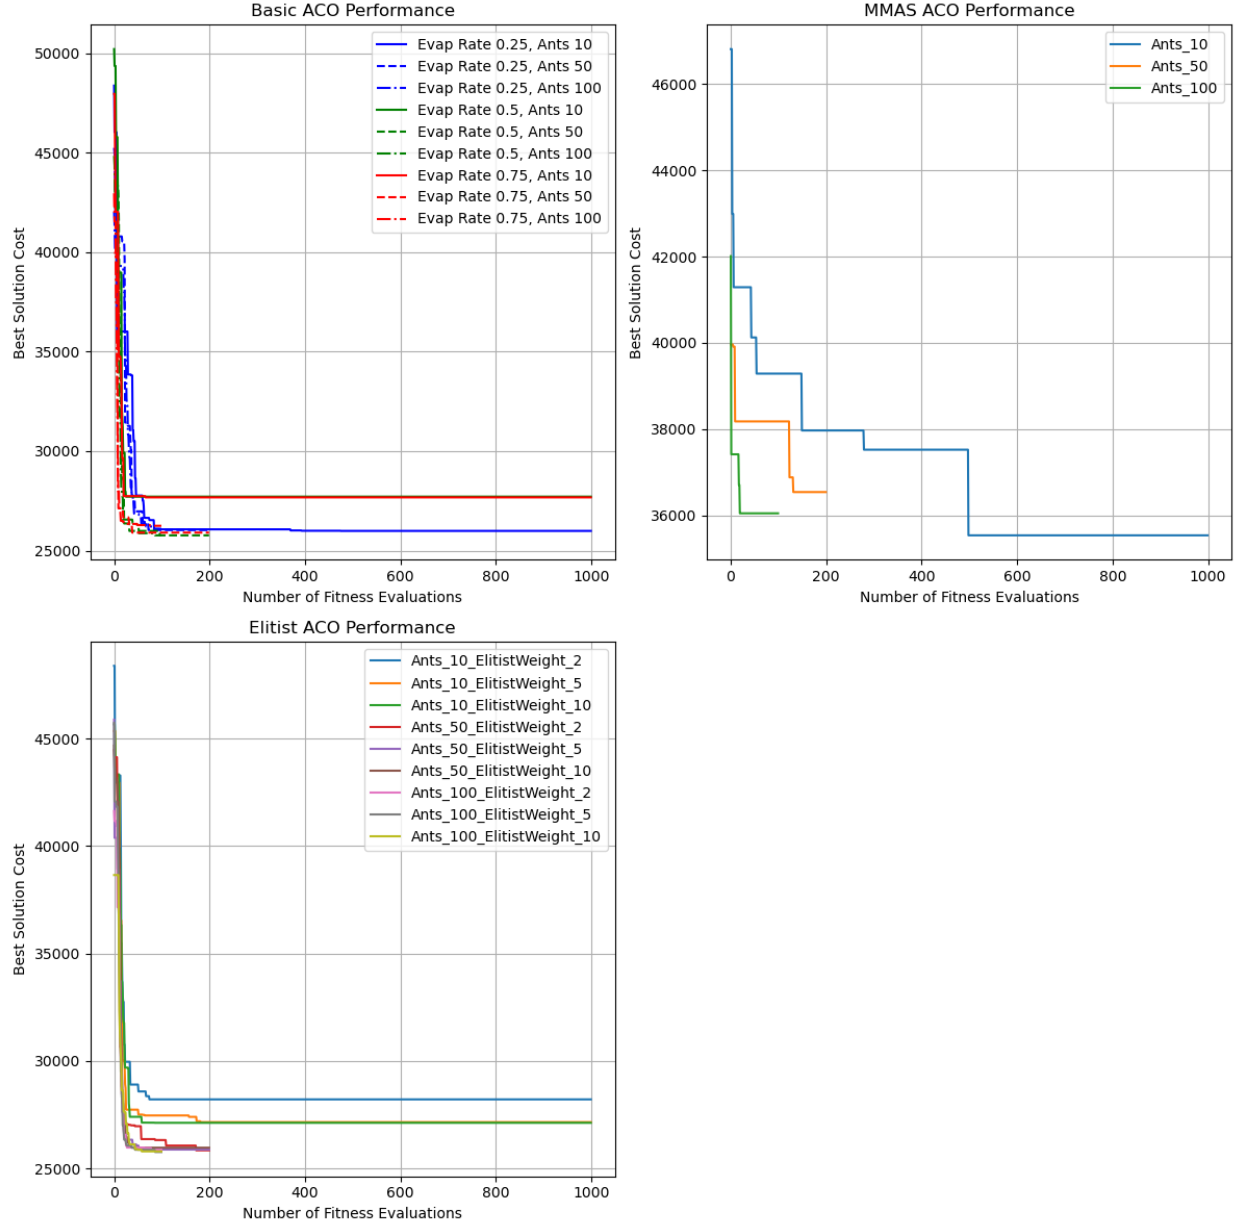 Basic ACO Performance
Best Solution Cost
50000
45000
40000
35000
30000
25000
Evap Rate 0.25, Ants 10
Evap Rate 0.25, Ants 50
Evap Rate 0.25, Ants 100
Evap Rate 0.5, Ants 10
Evap Rate 0.5, Ants 50
Evap Rate 0.5, Ants 100
Evap Rate 0.75, Ants 10
Evap Rate 0.75, Ants 50
Evap Rate 0.75, Ants 100
0 200 400 600 800 1000
Number of Fitness Evaluations
MMAS ACO Performance
Best Solution Cost
46000
44000
42000
40000
38000
36000
Ants_10
Ants_50
Ants_100
0 200 400 600 800 1000
Number of Fitness Evaluations
Elitist ACO Performance
Best Solution Cost
45000
40000
35000
30000
25000
Ants_10_ElitistWeight_2
Ants_10_ElitistWeight_5
Ants_10_ElitistWeight_10
Ants_50_ElitistWeight_2
Ants_50_ElitistWeight_5
Ants_50_ElitistWeight_10
Ants_100_ElitistWeight_2
Ants_100_ElitistWeight_5
Ants_100_ElitistWeight_10
0 200 400 600 800 1000
Number of Fitness Evaluations